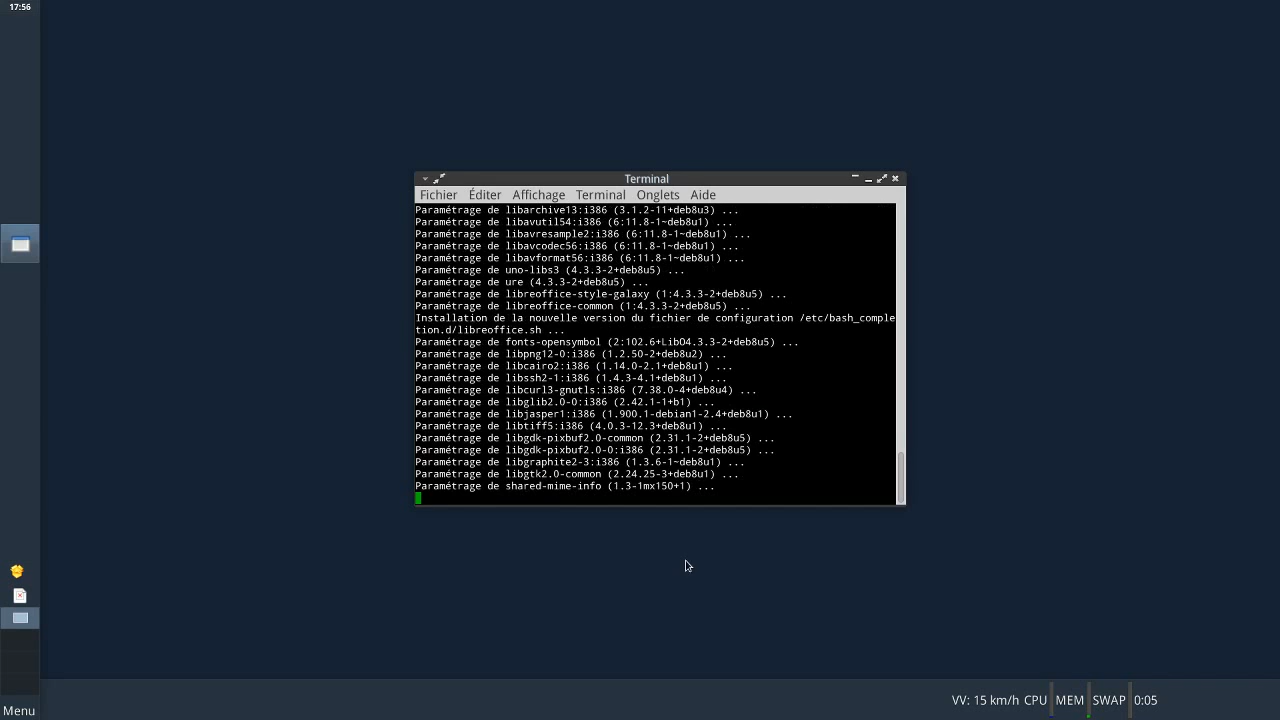 17:56
Terminal
Fichier Éditer Affichage Terminal Onglets Aide
Paramétrage de libarchive13:i386 (3.1.2-11+deb8u3) ...
Paramétrage de libavutil54:i386 (6:11.8-1~deb8u1) ...
Paramétrage de libavresample2:i386 (6:11.8-1~deb8u1) ...
Paramétrage de libavcodec56:i386 (6:11.8-1~deb8u1) ...
Paramétrage de libavformat56:i386 (6:11.8-1~deb8u1) ...
Paramétrage de uno-libs3 (4.3.3-2+deb8u5) ...
Paramétrage de ure (4.3.3-2+deb8u5) ...
Paramétrage de libreoffice-style-galaxy (1:4.3.3-2+deb8u5) ...
Paramétrage de libreoffice-common (1:4.3.3-2+deb8u5) ...
Installation de la nouvelle version du fichier de configuration /etc/bash_comple
tion.d/libreoffice.sh ...
Paramétrage de fonts-opensymbol (2:102.6+LibO4.3.3-2+deb8u5) ...
Paramétrage de libpng12-0:i386 (1.2.50-2+deb8u2) ...
Paramétrage de libcairo2:i386 (1.14.0-2.1+deb8u1) ...
Paramétrage de libssh2-1:i386 (1.4.3-4.1+deb8u1) ...
Paramétrage de libcurl3-gnutls:i386 (7.38.0-4+deb8u4) ...
Paramétrage de libglib2.0-0:i386 (2.42.1-1+b1) ...
Paramétrage de libjasper1:i386 (1.900.1-debian1-2.4+deb8u1) ...
Paramétrage de libtiff5:i386 (4.0.3-12.3+deb8u1) ...
Paramétrage de libgdk-pixbuf2.0-common (2.31.1-2+deb8u5) ...
Paramétrage de libgdk-pixbuf2.0-0:i386 (2.31.1-2+deb8u5) ...
Paramétrage de libgraphite2-3:i386 (1.3.6-1~deb8u1) ...
Paramétrage de libgtk2.0-common (2.24.25-3+deb8u1) ...
Paramétrage de shared-mime-info (1.3-1mx150+1) ...
Menu
VV: 15 km/h CPU MEM SWAP 0:05